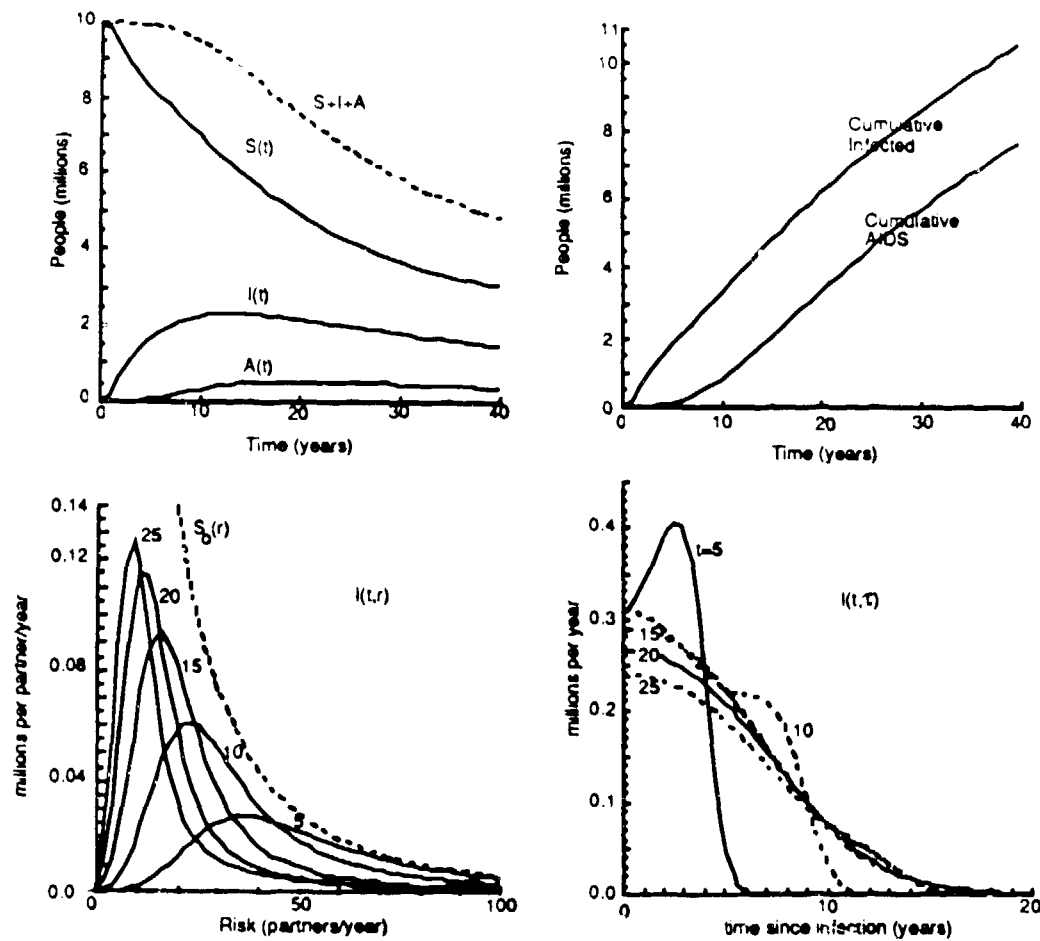 10
8
6
4
2
0
People (millions)
S+I+A
S(t)
I(t)
A(t)
0 10 20 30 40
Time (years)
11
10
8
6
4
2
0
People (millions)
Cumulative
Infected
Cumulative
AIDS
0 10 20 30 40
Time (years)
0.14
0.12
0.08
0.04
0.0
millions per partner/year
25
20
15
10
5
S₀(r)
I(t,r)
0 50 100
Risk (partners/year)
0.4
0.3
0.2
0.1
0.0
millions per year
t=5
15
20
25
10
I(t,τ)
0 10 20
time since infection (years)